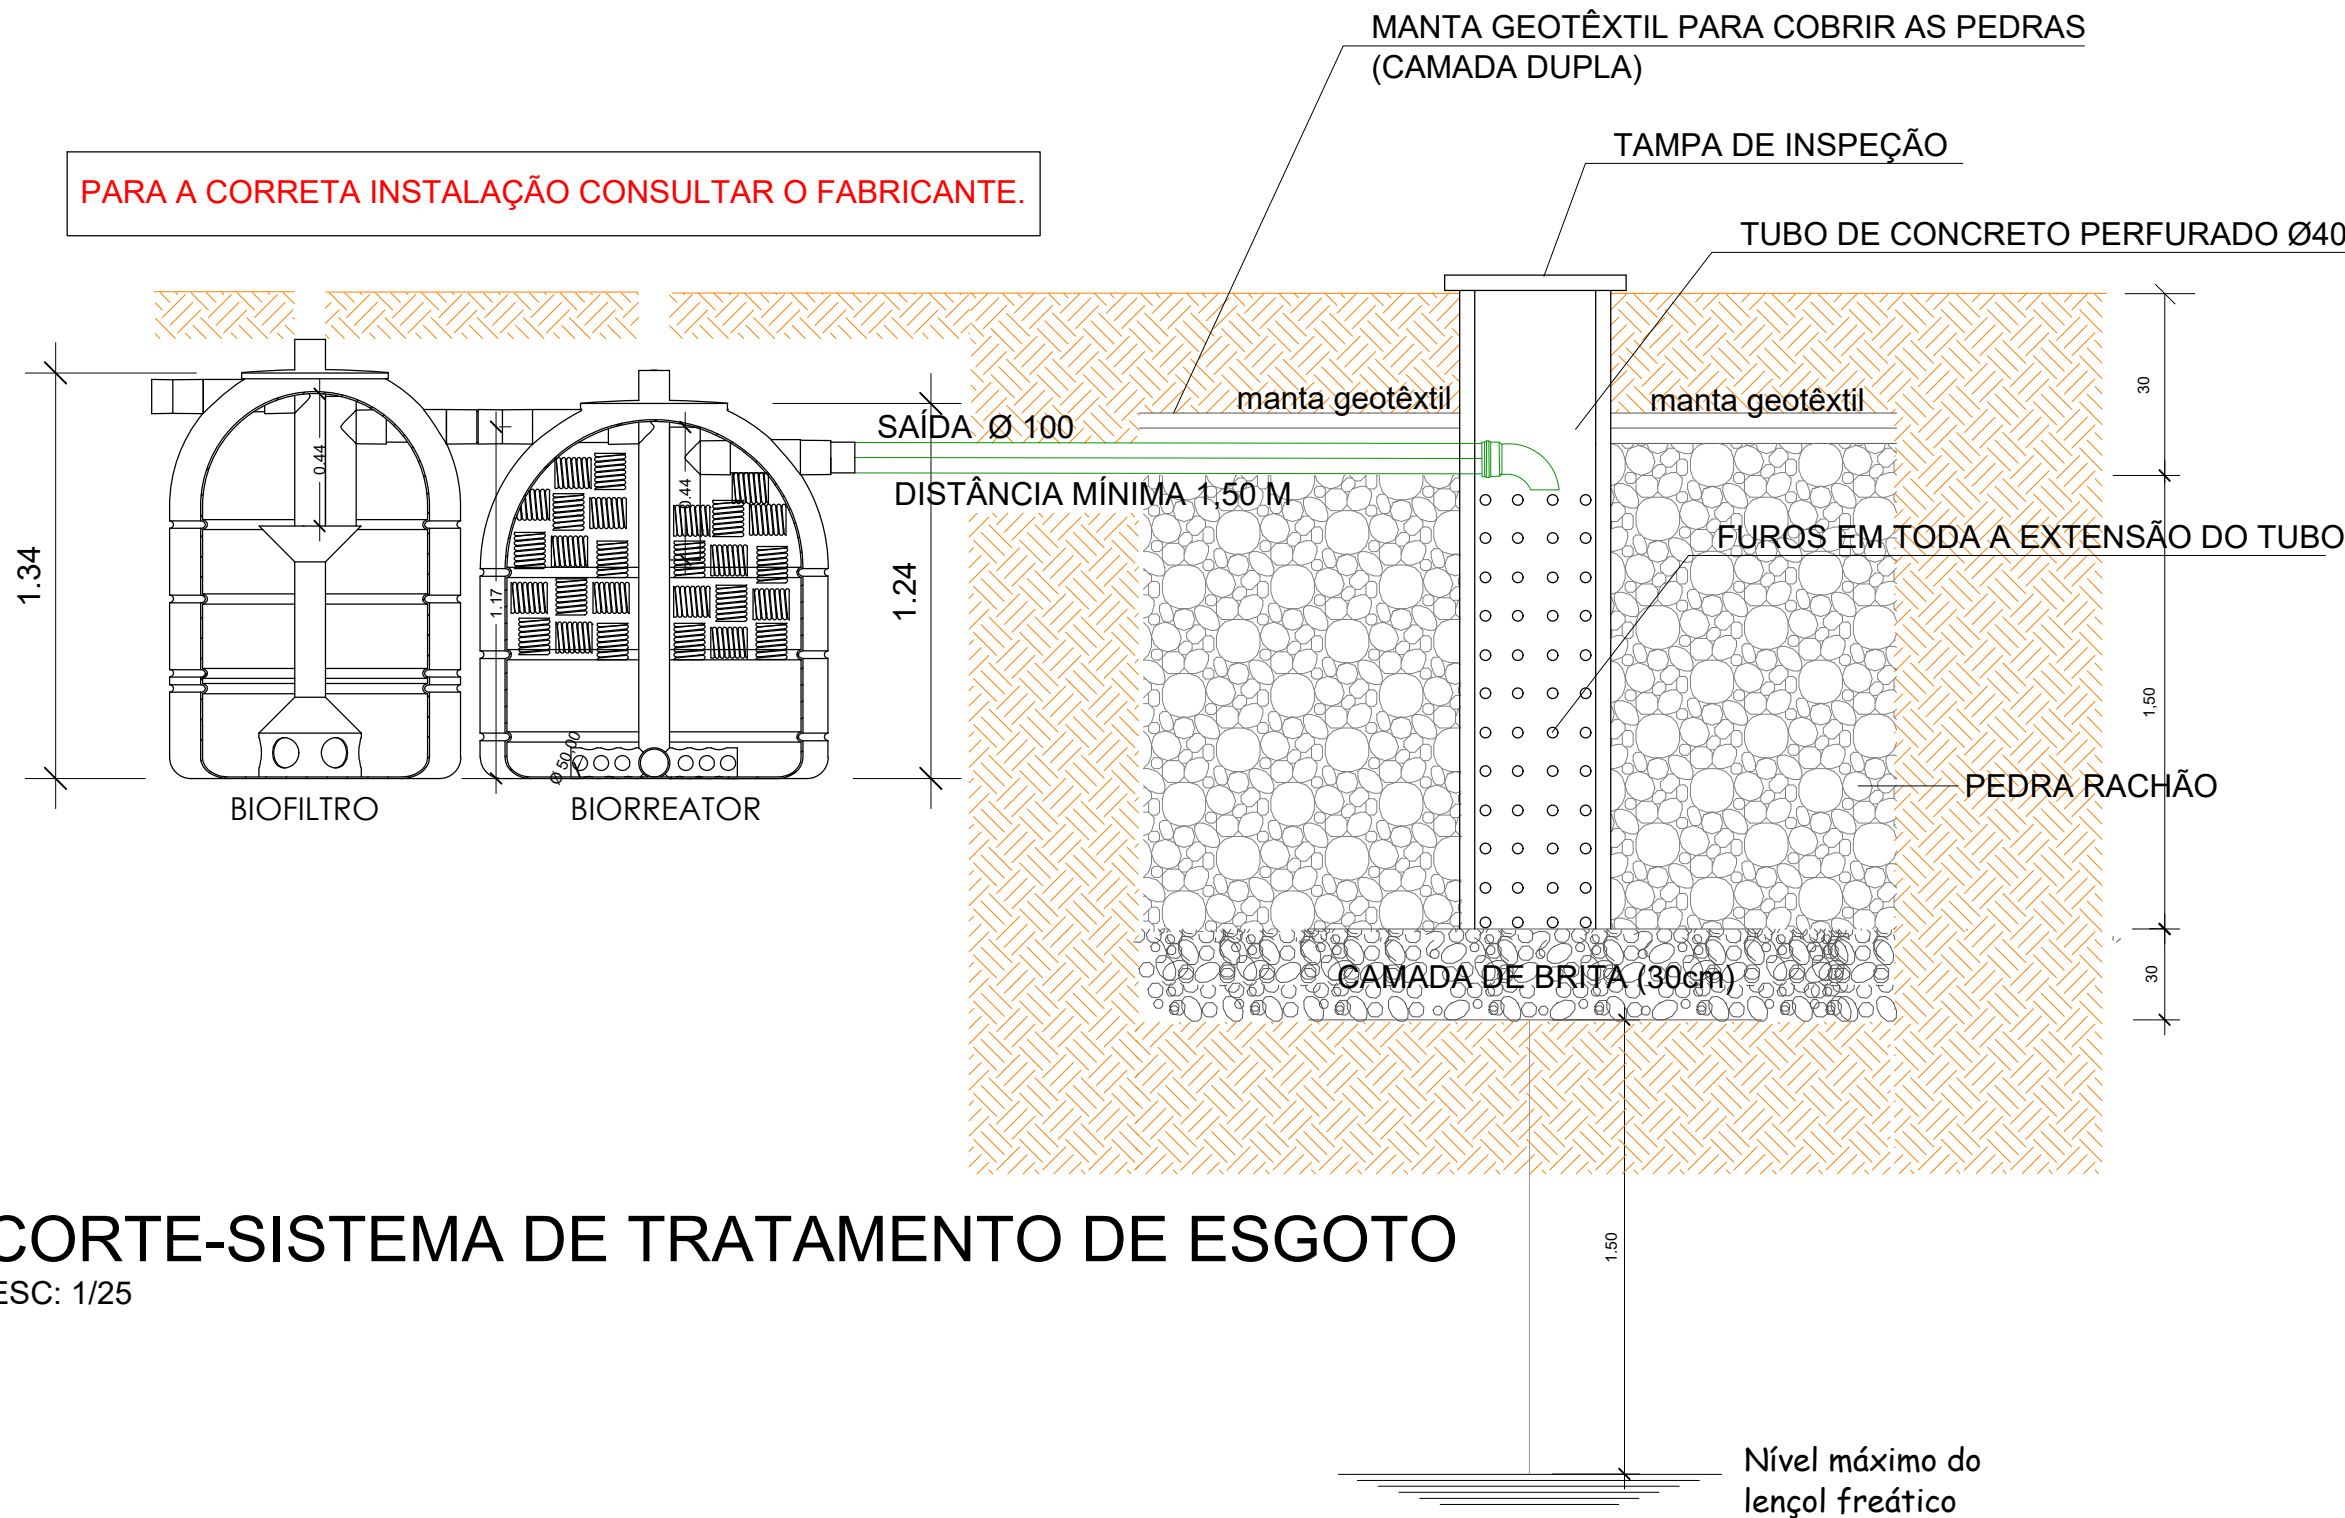 MANTA GEOTÊXTIL PARA COBRIR AS PEDRAS
(CAMADA DUPLA)
TAMPA DE INSPEÇÃO
PARA A CORRETA INSTALAÇÃO CONSULTAR O FABRICANTE.
TUBO DE CONCRETO PERFURADO Ø40
manta geotêxtil
manta geotêxtil
30
SAÍDA Ø 100
0.44
0.44
DISTÂNCIA MÍNIMA 1,50 M
FUROS EM TODA A EXTENSÃO DO TUBO
1.34
1.17
1.24
1,50
Ø 50,00
PEDRA RACHÃO
BIOFILTRO
BIORREATOR
CAMADA DE BRITA (30cm)
30
CORTE-SISTEMA DE TRATAMENTO DE ESGOTO
ESC: 1/25
1.50
Nível máximo do
lençol freático